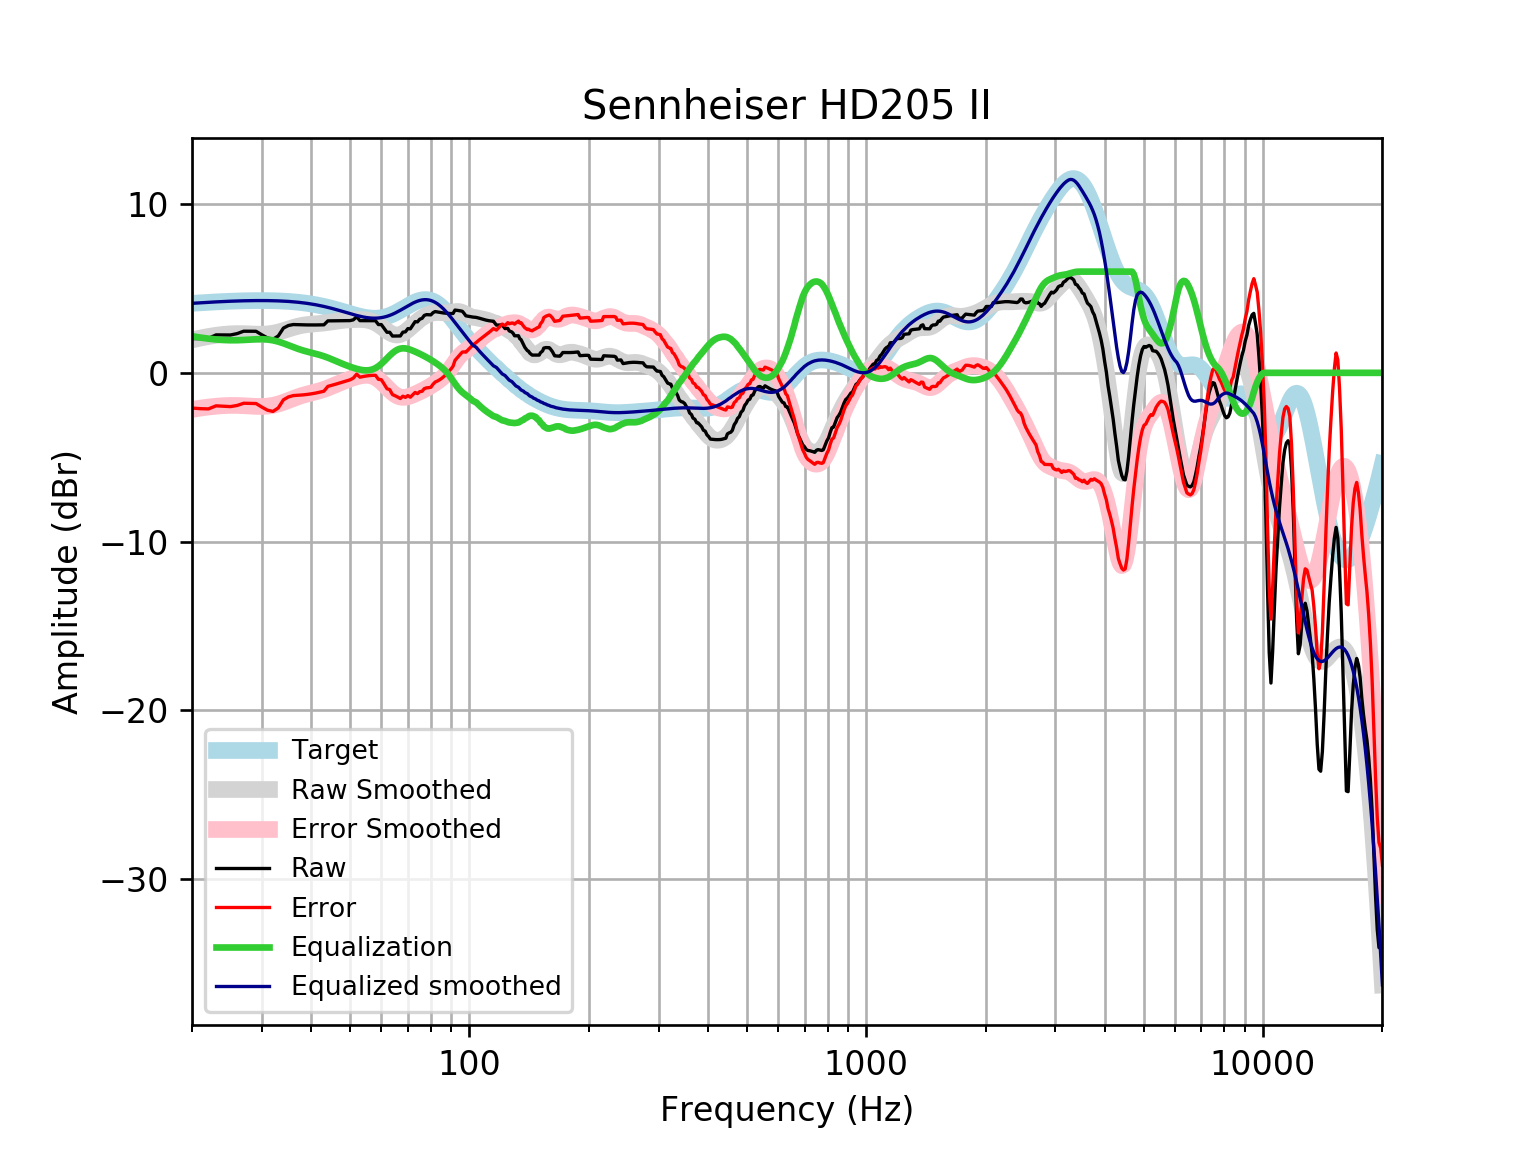 Sennheiser HD205 II
Amplitude (dBr)
10
0
−10
−20
−30
Target
Raw Smoothed
Error Smoothed
Raw
Error
Equalization
Equalized smoothed
100
1000
10000
Frequency (Hz)